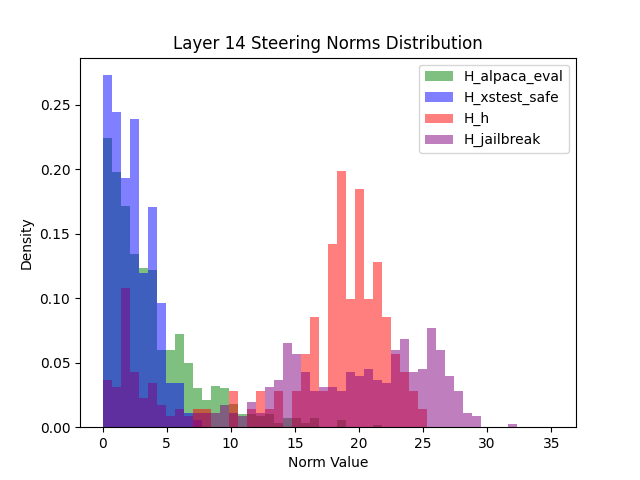 Layer 14 Steering Norms Distribution
H_alpaca_eval
H_xstest_safe
H_h
H_jailbreak
Density
0.25
0.20
0.15
0.10
0.05
0.00
0 5 10 15 20 25 30 35
Norm Value